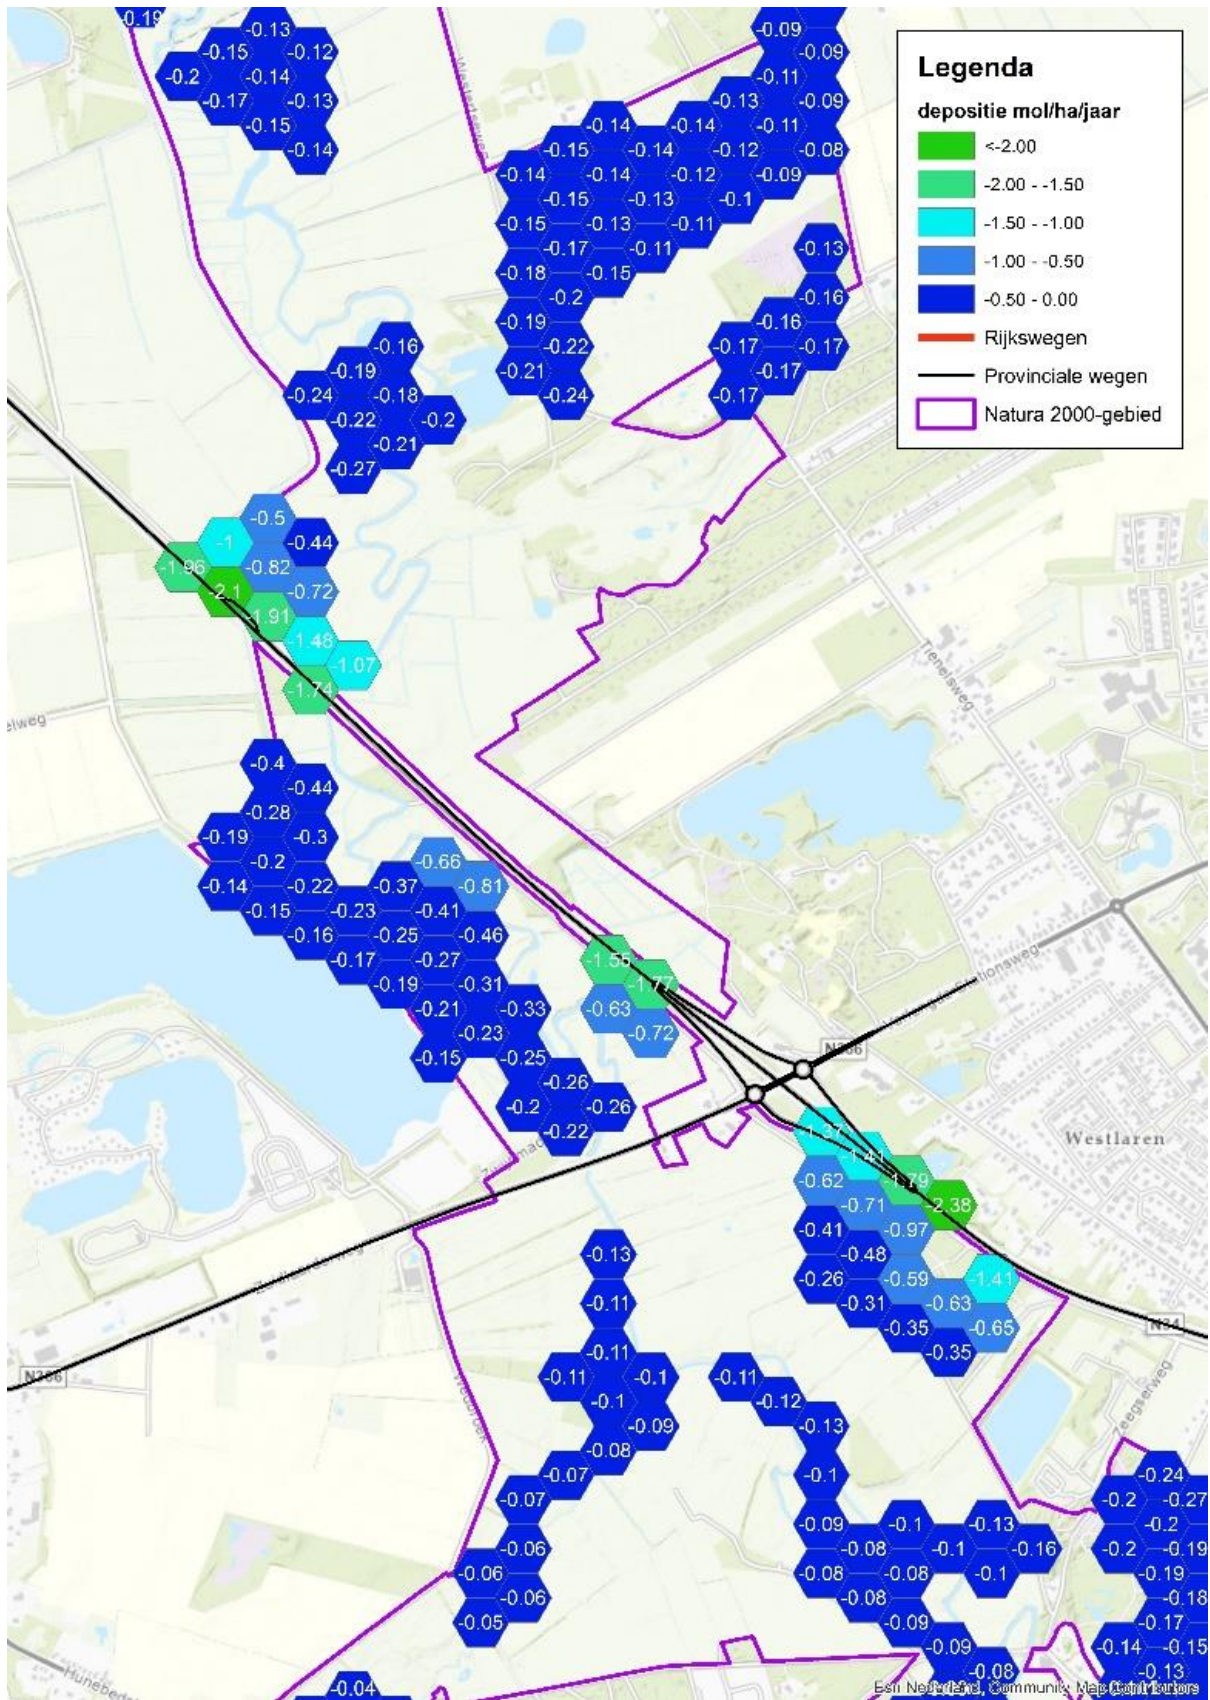 -0.19
-0.13
-0.15 -0.12
-0.2 -0.14
-0.17 -0.13
-0.15
-0.14
-0.09
-0.09
-0.11
-0.13 -0.09
-0.14 -0.14 -0.11
-0.15 -0.14 -0.12 -0.08
-0.14 -0.14 -0.12 -0.09
-0.15 -0.13 -0.1
-0.15 -0.13 -0.11
-0.17 -0.11 -0.13
-0.18 -0.15
-0.2 -0.16
-0.19 -0.16
-0.22 -0.17 -0.17
-0.21 -0.17
-0.24 -0.17
Legenda
depositie mol/ha/jaar
<-2.00
-2.00 - -1.50
-1.50 - -1.00
-1.00 - -0.50
-0.50 - 0.00
Rijkswegen
Provinciale wegen
Natura 2000-gebied
-0.16
-0.19
-0.24 -0.18
-0.22 -0.2
-0.21
-0.27
-0.5
-1 -0.44
-1.96 -0.82
-2.1 -0.72
-1.91
-1.48
-1.07
-1.74
Tienelsweg
elweg
-0.4
-0.44
-0.28
-0.19 -0.3
-0.2 -0.66
-0.14 -0.22 -0.37 -0.81
-0.15 -0.23 -0.41
-0.16 -0.25 -0.46
-0.17 -0.27
-0.19 -0.31
-0.21 -0.33
-0.23
-0.15 -0.25
-0.26
-0.2 -0.26
-0.22
-1.55
-1.77
-0.63
-0.72
N386
Westlaren
-1.37
-1.41
-0.62 -1.79
-0.71 -2.38
-0.41 -0.97
-0.48
-0.26 -0.59 -1.41
-0.31 -0.63
-0.35 -0.65
-0.35
N34
N386
Zeegserweg
-0.13
-0.11
-0.11
-0.11 -0.1
-0.1
-0.09
-0.08
-0.07
-0.07
-0.06
-0.06
-0.06
-0.05
-0.11
-0.12
-0.13
-0.1
-0.09 -0.1 -0.13
-0.08 -0.1 -0.16
-0.08 -0.08 -0.1
-0.08
-0.09
-0.09
-0.08
-0.24
-0.2 -0.27
-0.2
-0.2 -0.19
-0.19
-0.18
-0.17
-0.14 -0.15
-0.13
-0.04
Esri Nederland, Community Map Contributors